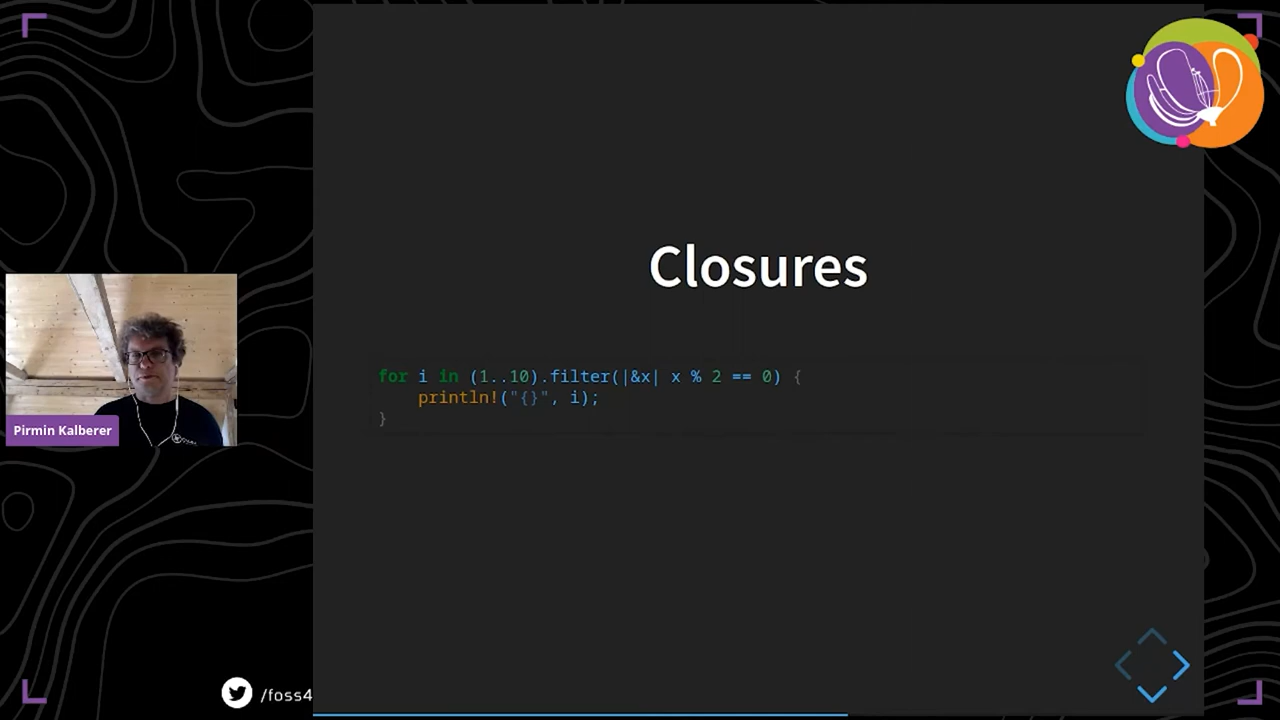 Closures
for i in (1..10).filter(|&x| x % 2 == 0) {
    println!("{}", i);
}
Pirmin Kalberer
/foss4